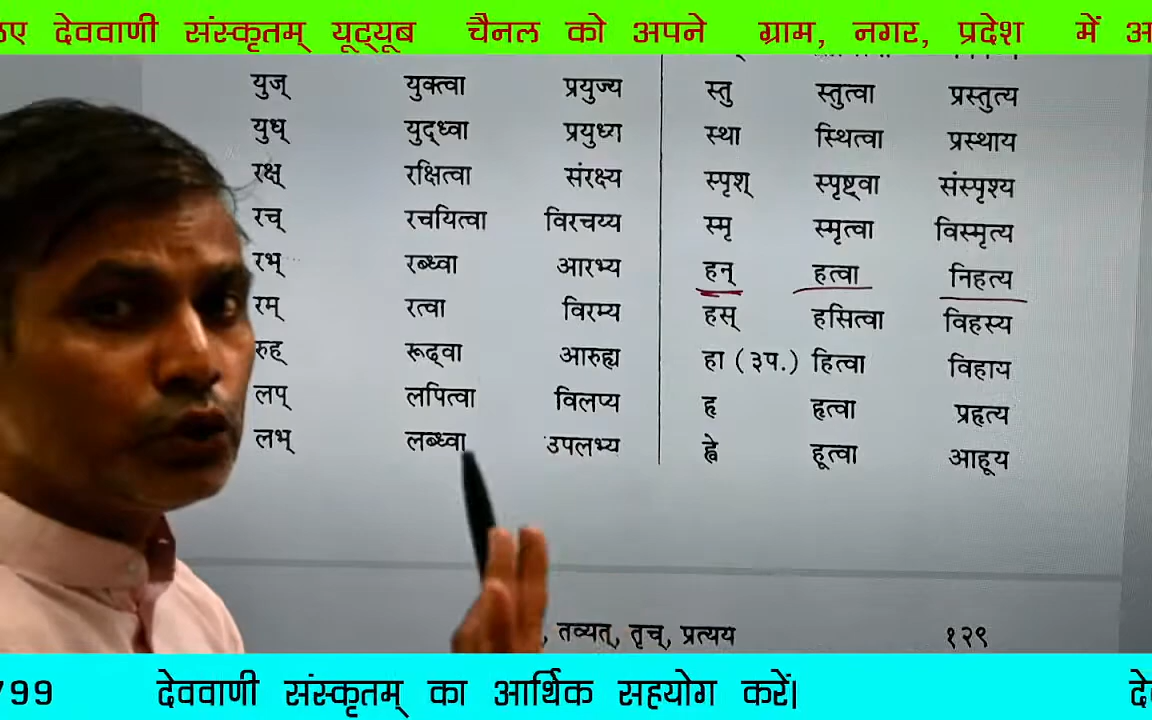 देववाणी संस्कृतम् यूट्यूब चैनल को अपने ग्राम, नगर, प्रदेश में
युज् युक्त्वा प्रयुज्य
युध् युद्ध्वा प्रयुध्य
रक्ष् रक्षित्वा संरक्ष्य
रच् रचयित्वा विरचय्य
रभ् रब्ध्वा आरभ्य
रम् रत्वा विरम्य
रुह् रूढ्वा आरुह्य
लप् लपित्वा विलप्य
लभ् लब्ध्वा उपलभ्य
स्तु स्तुत्वा प्रस्तुत्य
स्था स्थित्वा प्रस्थाय
स्पृश् स्पृष्ट्वा संस्पृश्य
स्मृ स्मृत्वा विस्मृत्य
हन् हत्वा निहत्य
हस् हसित्वा विहस्य
हा (३प.) हित्वा विहाय
हृ हृत्वा प्रहृत्य
ह्वे हूत्वा आहूय
, तव्यत्, तृच्, प्रत्यय १२९
799 देववाणी संस्कृतम् का आर्थिक सहयोग करें।